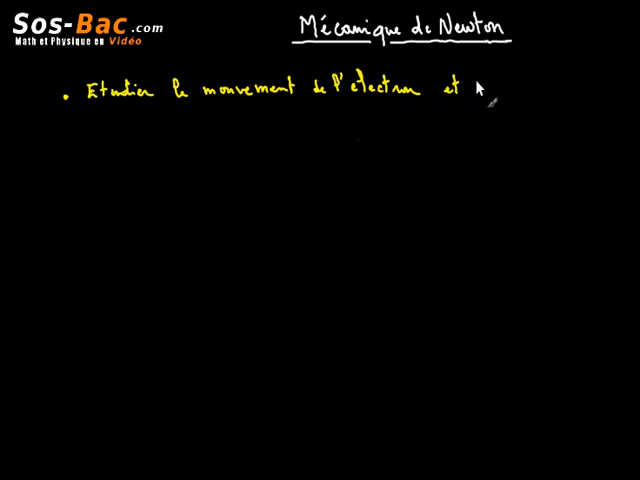 Sos-Bac.com
Math et Physique en Vidéo
Mécanique de Newton
. Etudier le mouvement de l'électron et